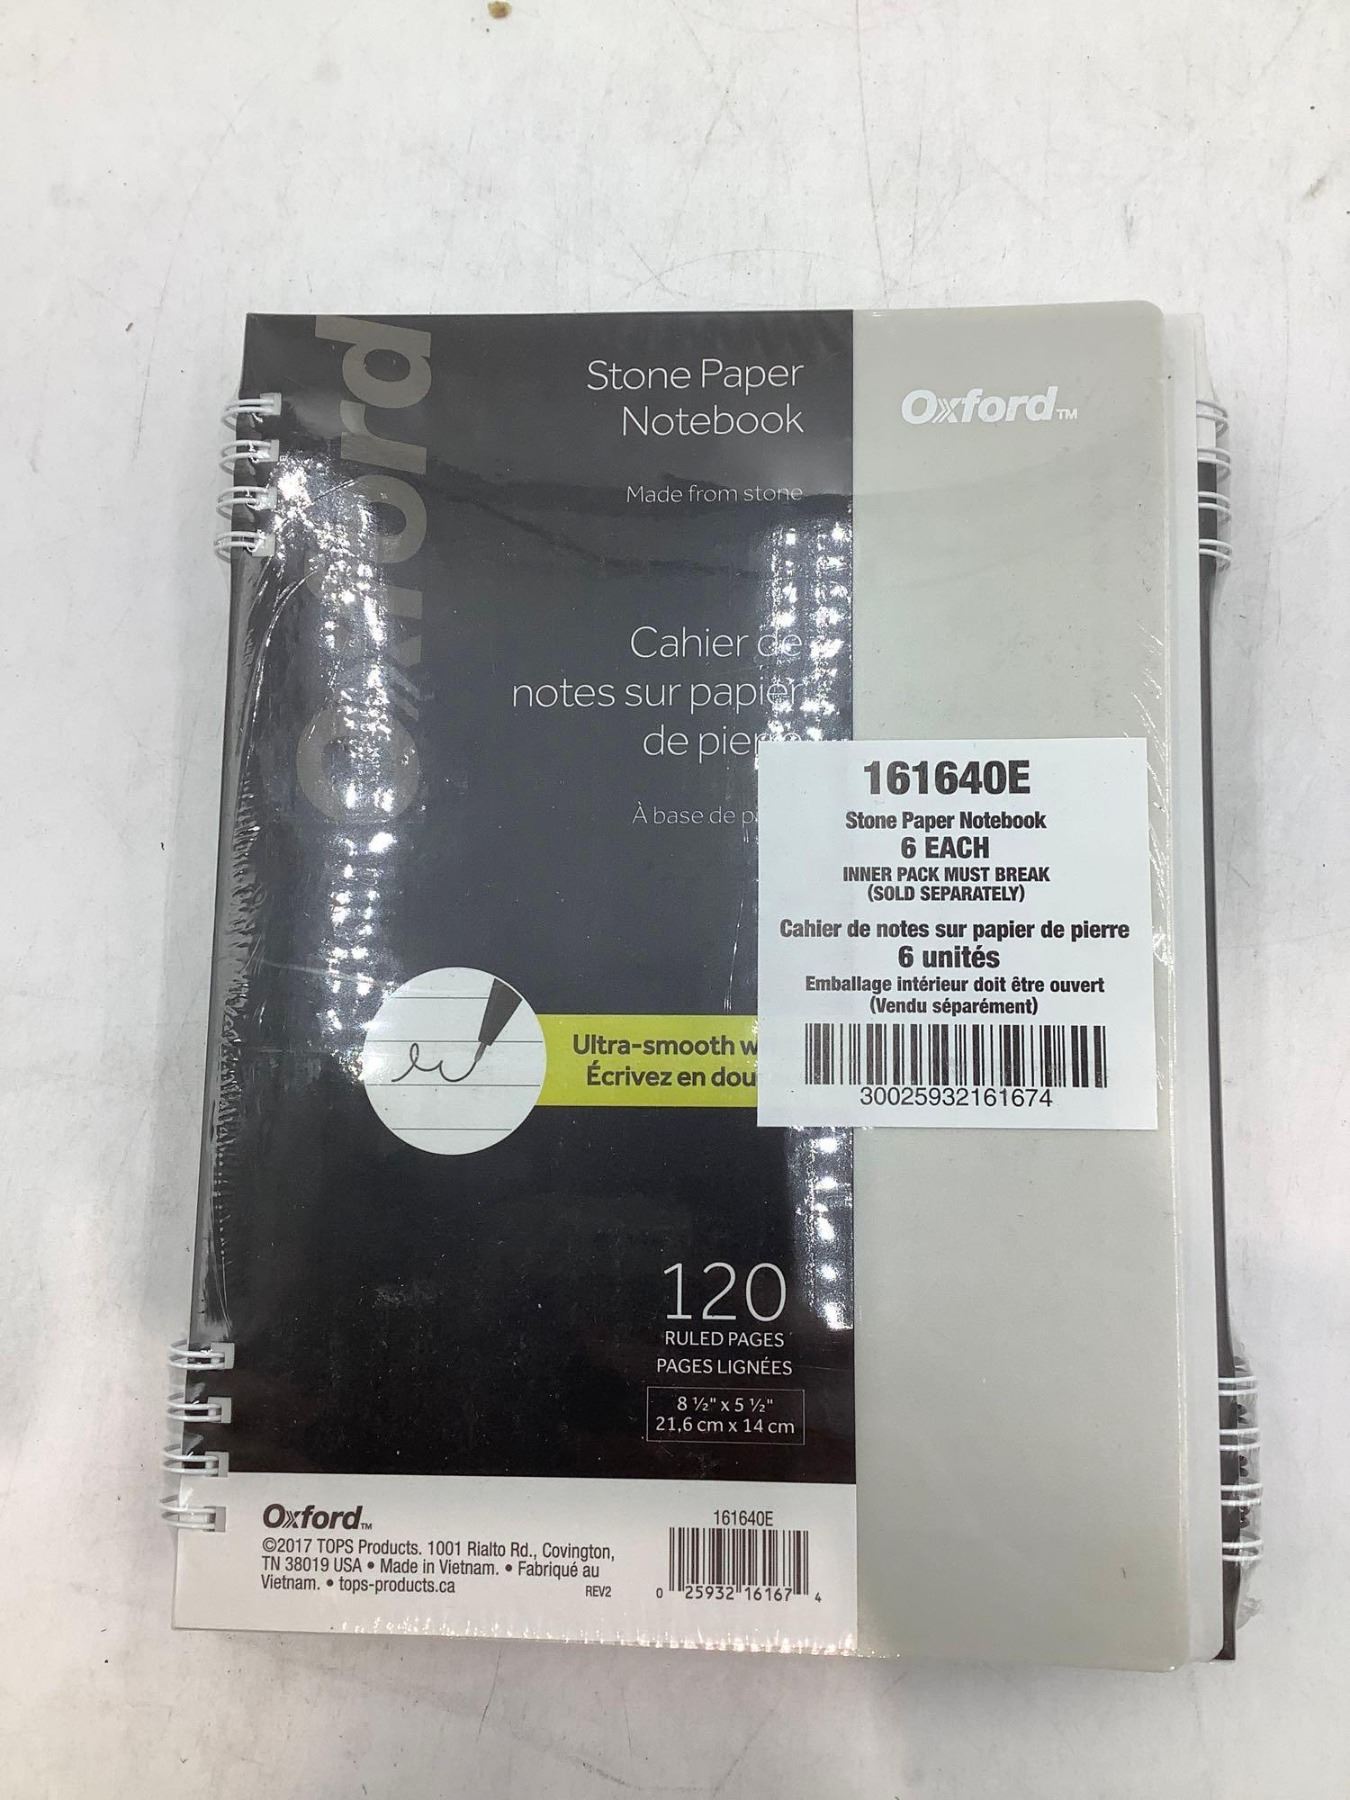 Oxford
Stone Paper
Notebook
Made from stone
Cahier de
notes sur papier
de
À base de
Ultra-smooth
Écrivez en
120
RULED PAGES
PAGES LIGNÉES
8 ½" x 5 ½"
21,6 cm x 14 cm
Oxford™
©2017 TOPS Products. 1001 Rialto Rd., Covington,
TN 38019 USA • Made in Vietnam. • Fabriqué au
Vietnam. • tops-products.ca
REV2
161640E
0 25932 16167 4
Oxford™
161640E
Stone Paper Notebook
6 EACH
INNER PACK MUST BREAK
(SOLD SEPARATELY)
Cahier de notes sur papier de pierre
6 unités
Emballage intérieur doit être ouvert
(Vendu séparément)
30025932161674